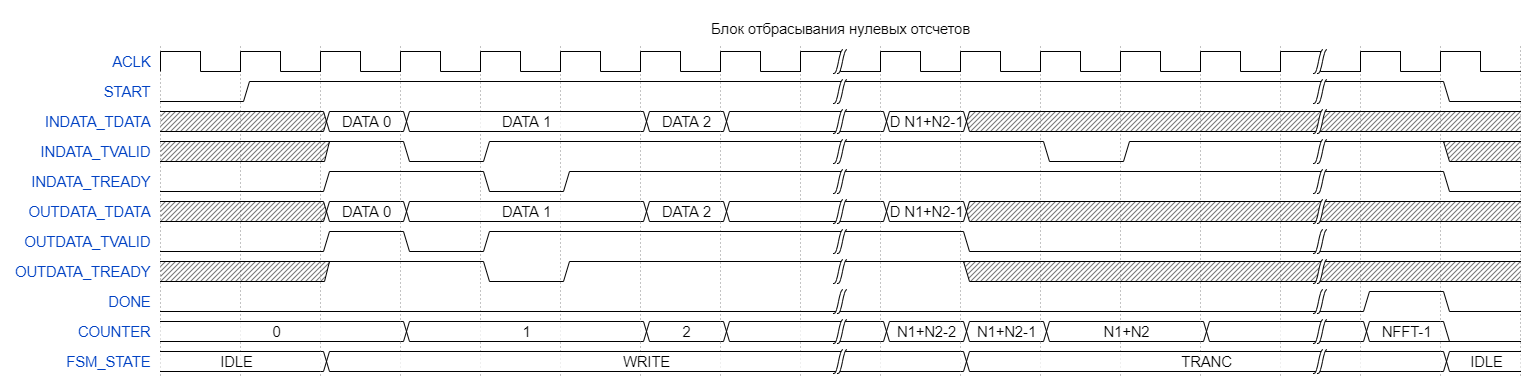 Блок отбрасывания нулевых отсчетов
ACLK
START
INDATA_TDATA DATA 0 DATA 1 DATA 2 D N1+N2-1
INDATA_TVALID
INDATA_TREADY
OUTDATA_TDATA DATA 0 DATA 1 DATA 2 D N1+N2-1
OUTDATA_TVALID
OUTDATA_TREADY
DONE
COUNTER 0 1 2 N1+N2-2 N1+N2-1 N1+N2 NFFT-1
FSM_STATE IDLE WRITE TRANC IDLE